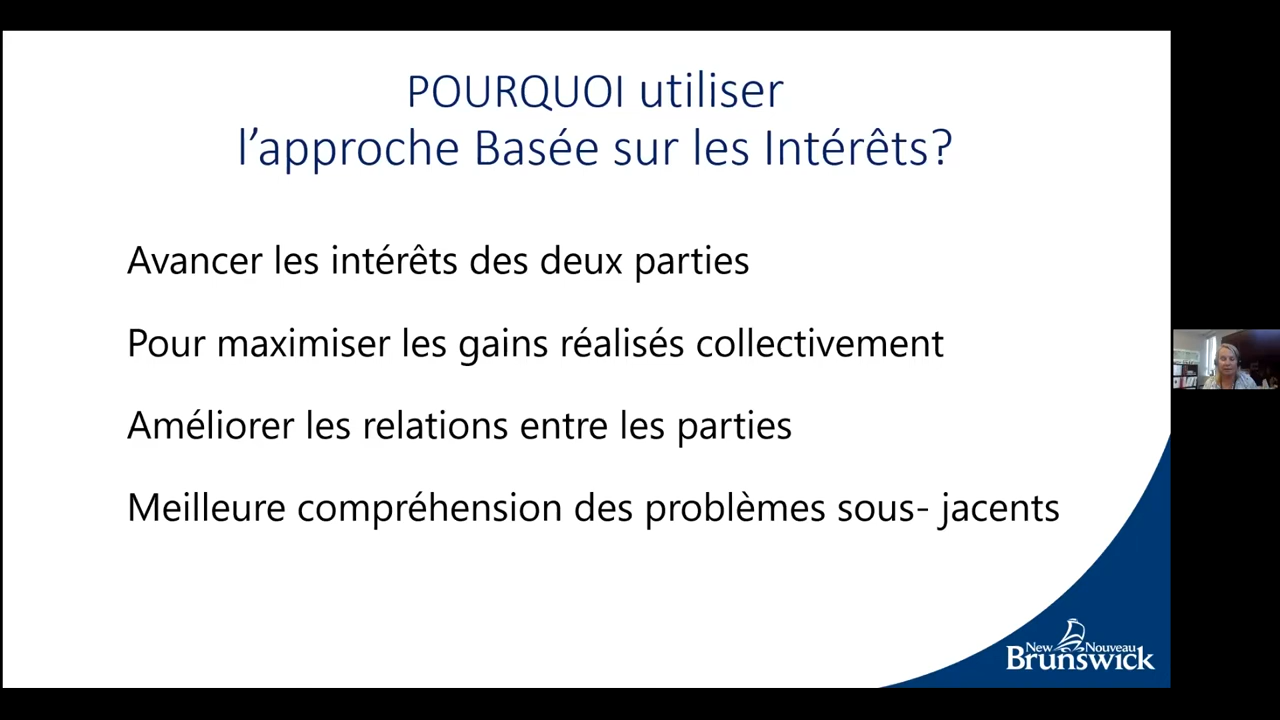 POURQUOI utiliser
l’approche Basée sur les Intérêts?
Avancer les intérêts des deux parties
Pour maximiser les gains réalisés collectivement
Améliorer les relations entre les parties
Meilleure compréhension des problèmes sous- jacents
New Nouveau
Brunswick